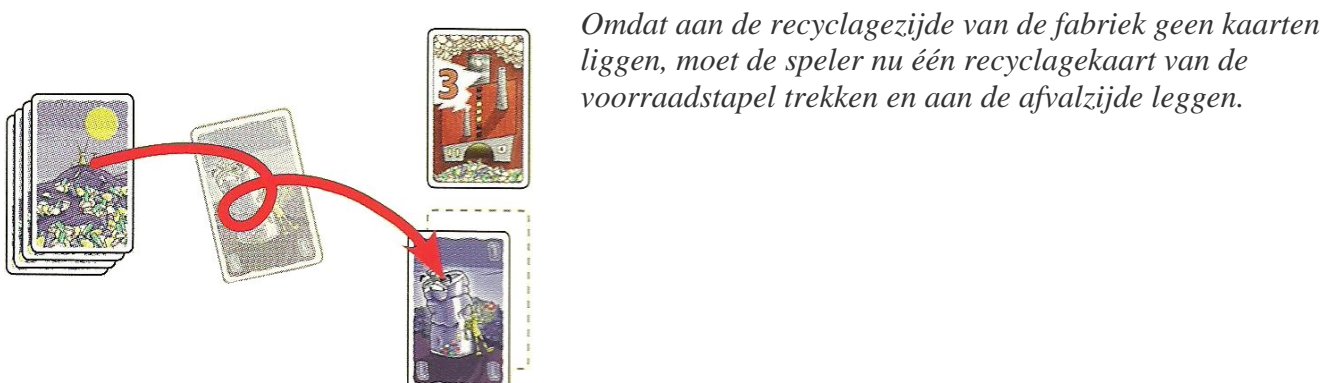 Omdat aan de recyclagezijde van de fabriek geen kaarten
liggen, moet de speler nu één recyclagekaart van de
voorraadstapel trekken en aan de afvalzijde leggen.
3